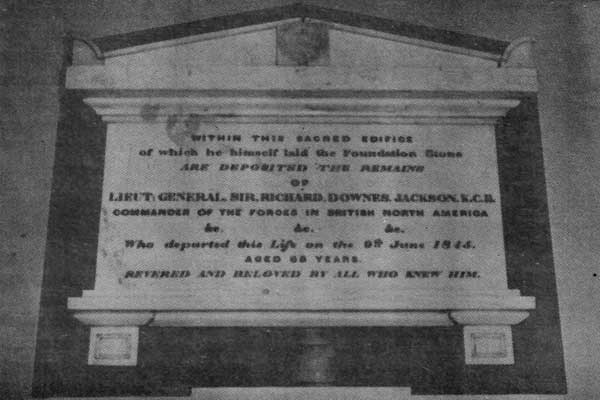 WITHIN THIS SACRED EDIFICE
of which he himself laid the Foundation Stone
ARE DEPOSITED THE REMAINS
OF
LIEUT: GENERAL, SIR, RICHARD, DOWNES, JACKSON, K.C.B.
COMMANDER OF THE FORCES IN BRITISH NORTH AMERICA
&c. &c. &c.
Who departed this Life on the 9th June 1845.
AGED 68 YEARS.
REVERED AND BELOVED BY ALL WHO KNEW HIM.